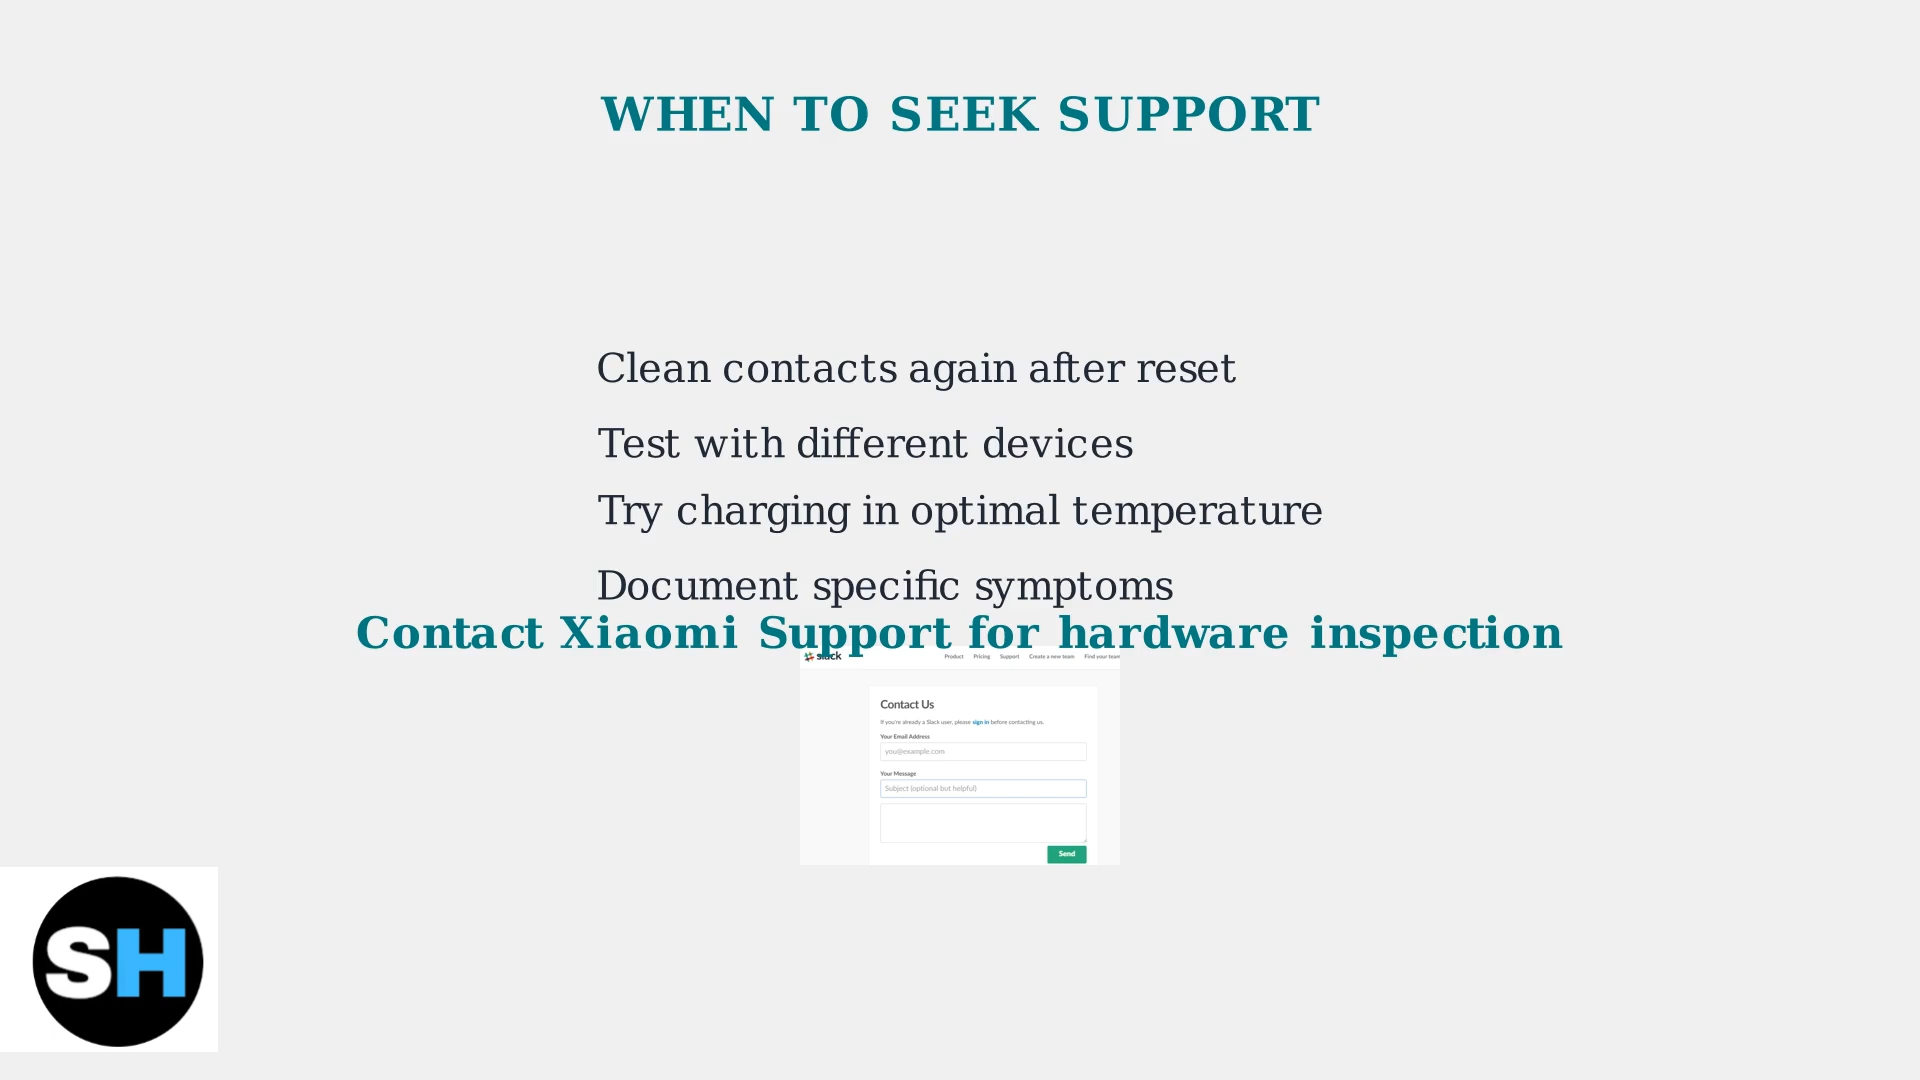 WHEN TO SEEK SUPPORT
Clean contacts again after reset
Test with different devices
Try charging in optimal temperature
Document specific symptoms
Contact Xiaomi Support for hardware inspection
slack
Product Pricing Support Create a new team Find your team
Contact Us
If you're already a Slack user, please sign in before contacting us.
Your Email Address
you@example.com
Your Message
Subject (optional but helpful)
Send
SH